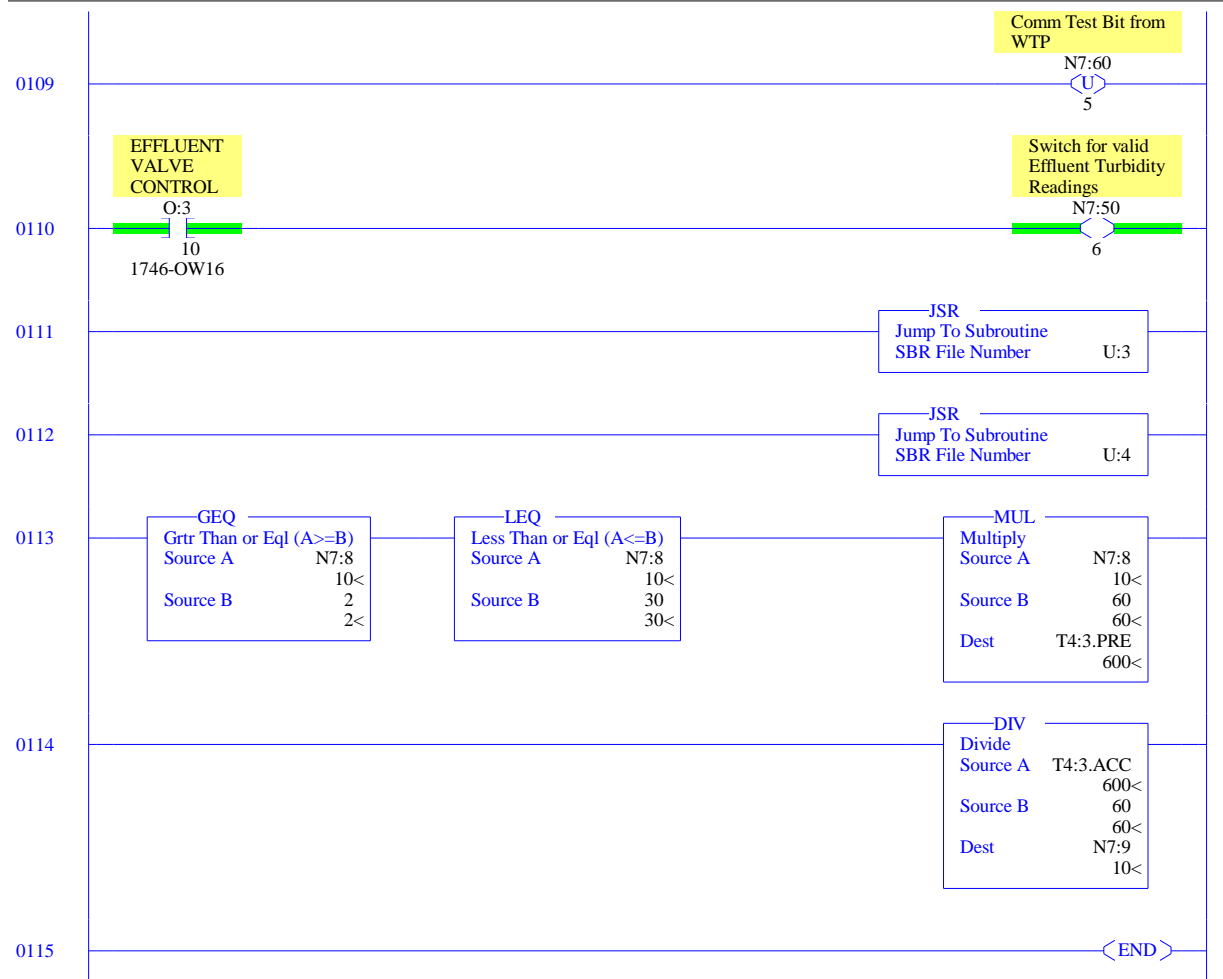 Comm Test Bit from
WTP
N7:60
0109
U
5
EFFLUENT
VALVE
CONTROL
O:3
Switch for valid
Effluent Turbidity
Readings
N7:50
0110
10
6
1746-OW16
JSR
0111
Jump To Subroutine
SBR File Number U:3
JSR
0112
Jump To Subroutine
SBR File Number U:4
0113
GEQ
Grtr Than or Eql (A>=B)
Source A N7:8
10<
Source B 2
2<
LEQ
Less Than or Eql (A<=B)
Source A N7:8
10<
Source B 30
30<
MUL
Multiply
Source A N7:8
10<
Source B 60
60<
Dest T4:3.PRE
600<
0114
DIV
Divide
Source A T4:3.ACC
600<
Source B 60
60<
Dest N7:9
10<
0115
END